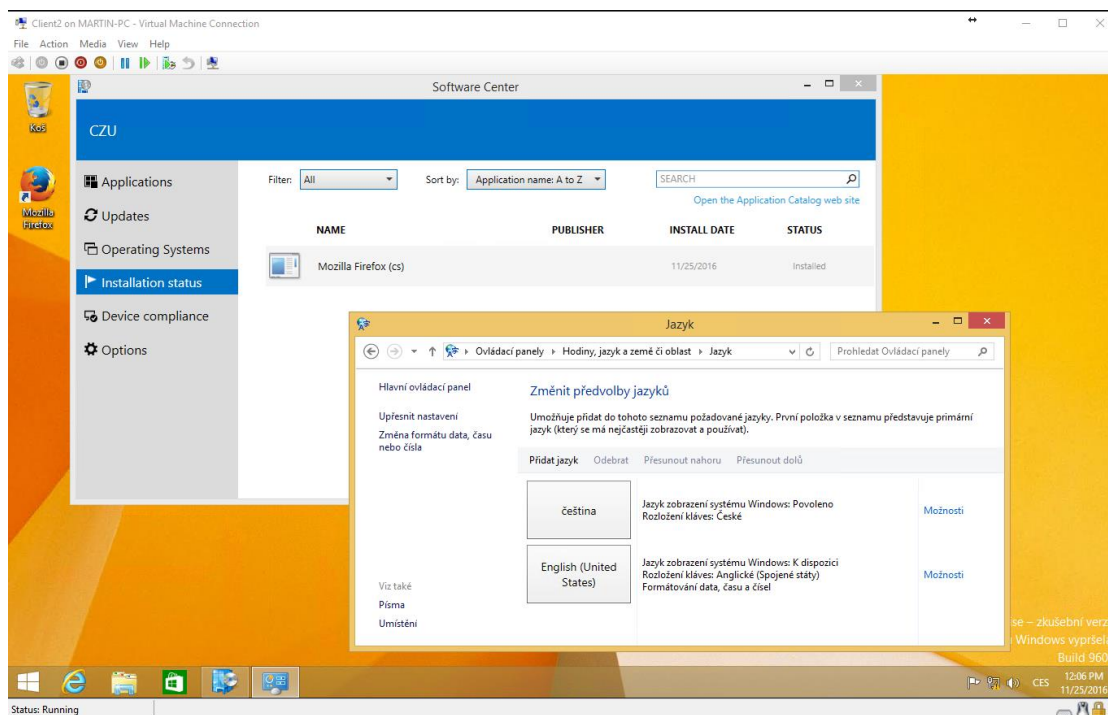 Client2 on MARTIN-PC - Virtual Machine Connection
File Action Media View Help
Koš
Mozilla Firefox
Software Center
CZU
Applications
Updates
Operating Systems
Installation status
Device compliance
Options
Filter: All
Sort by: Application name: A to Z
SEARCH
Open the Application Catalog web site
NAME PUBLISHER INSTALL DATE STATUS
Mozilla Firefox (cs) 11/25/2016 Installed
Jazyk
Ovládací panely Hodiny, jazyk a země či oblast Jazyk
Prohledat Ovládací panely
Hlavní ovládací panel
Upřesnit nastavení
Změna formátu data, času
nebo čísla
Viz také
Písma
Umístění
Změnit předvolby jazyků
Umožňuje přidat do tohoto seznamu požadované jazyky. První položka v seznamu představuje primární
jazyk (který se má nejčastěji zobrazovat a používat).
Přidat jazyk Odebrat Přesunout nahoru Přesunout dolů
čeština
Jazyk zobrazení systému Windows: Povoleno
Rozložení kláves: České
Možnosti
English (United
States)
Jazyk zobrazení systému Windows: K dispozici
Rozložení kláves: Anglické (Spojené státy)
Formátování data, času a čísel
Možnosti
se – zkušební verz
Windows vypršel
Build 960
CES
12:06 PM
11/25/2016
Status: Running